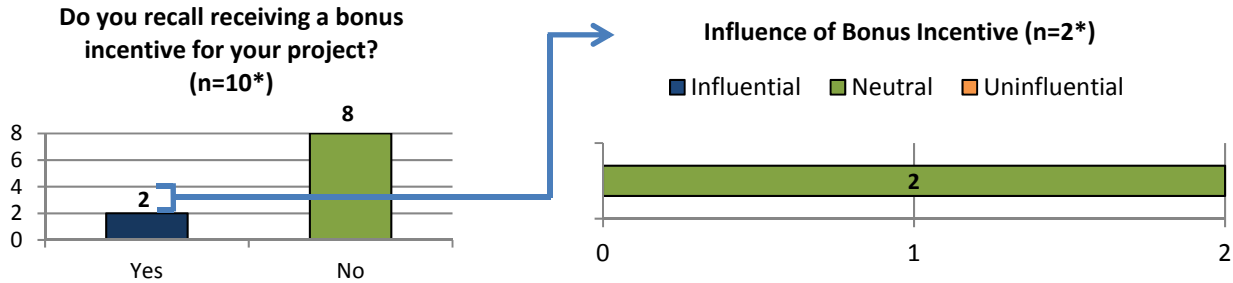 Do you recall receiving a bonus
incentive for your project?
(n=10*)
8
6
4
2
0
2
8
Yes
No
Influence of Bonus Incentive (n=2*)
Influential
Neutral
Uninfluential
2
0
1
2